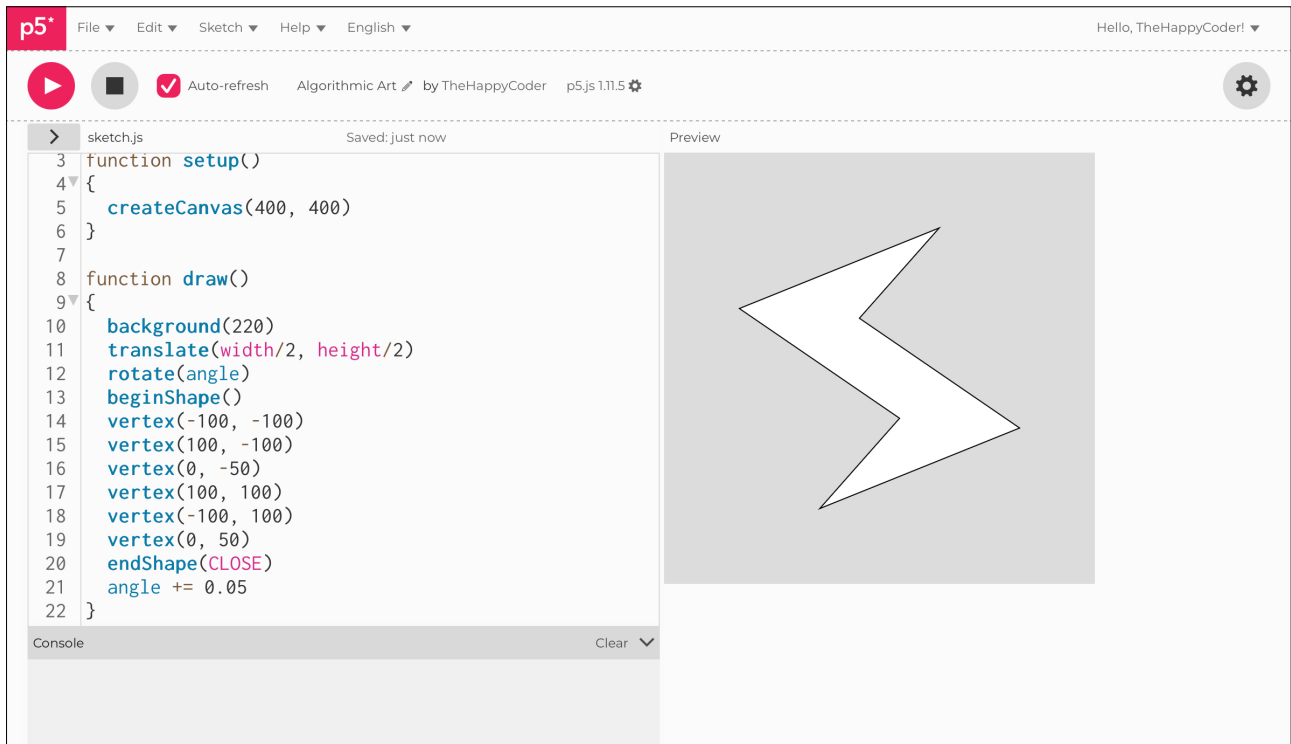 p5* File Edit Sketch Help English Hello, TheHappyCoder!
Auto-refresh Algorithmic Art by TheHappyCoder p5.js 1.11.5
sketch.js Saved: just now Preview
3 function setup()
4 {
5 createCanvas(400, 400)
6 }
7
8 function draw()
9 {
10 background(220)
11 translate(width/2, height/2)
12 rotate(angle)
13 beginShape()
14 vertex(-100, -100)
15 vertex(100, -100)
16 vertex(0, -50)
17 vertex(100, 100)
18 vertex(-100, 100)
19 vertex(0, 50)
20 endShape(CLOSE)
21 angle += 0.05
22 }
Console Clear